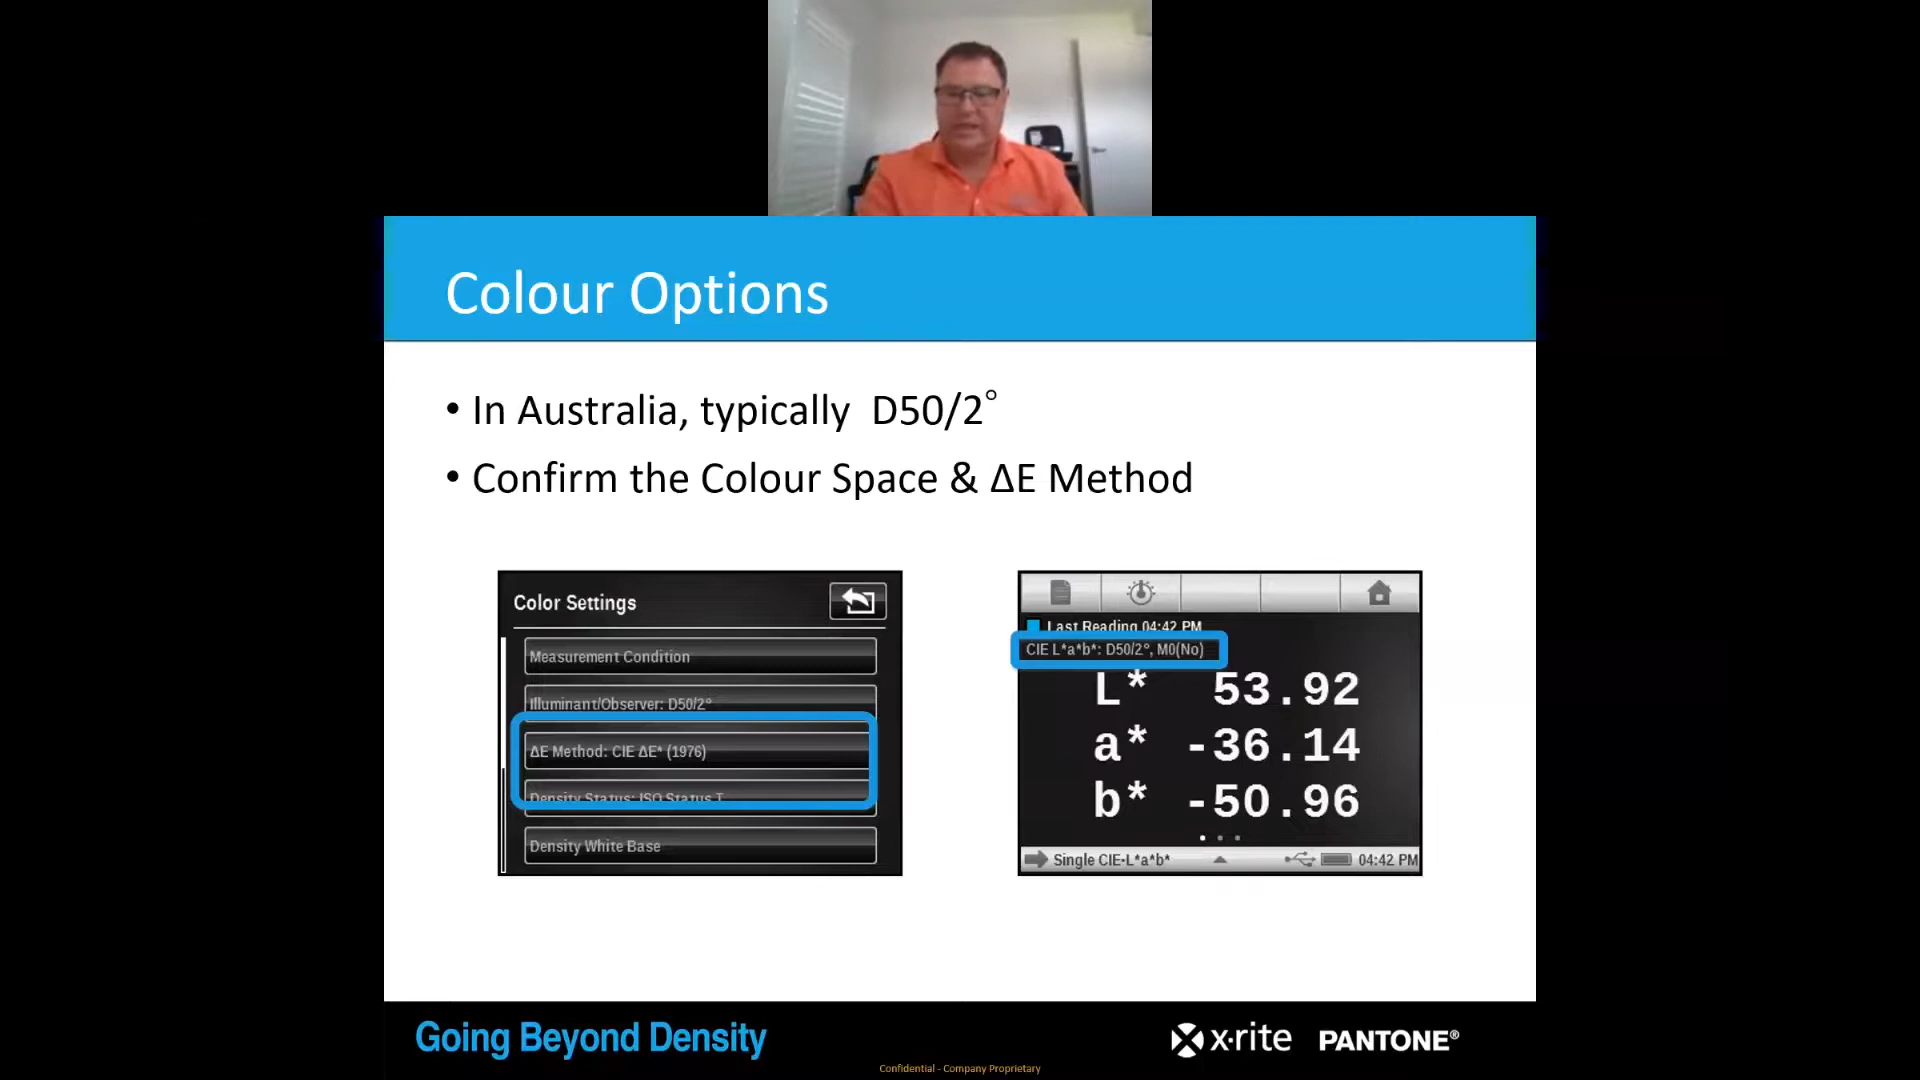 Colour Options
• In Australia, typically D50/2°
• Confirm the Colour Space & ΔE Method
Color Settings
Measurement Condition
Illuminant/Observer: D50/2°
ΔE Method: CIE ΔE* (1976)
Density Status: ISO Status T
Density White Base
Last Reading 04:42 PM
CIE L*a*b*: D50/2°, M0(No)
L* 53.92
a* -36.14
b* -50.96
Single CIE-L*a*b* 04:42 PM
Going Beyond Density
x·rite PANTONE®
Confidential - Company Proprietary